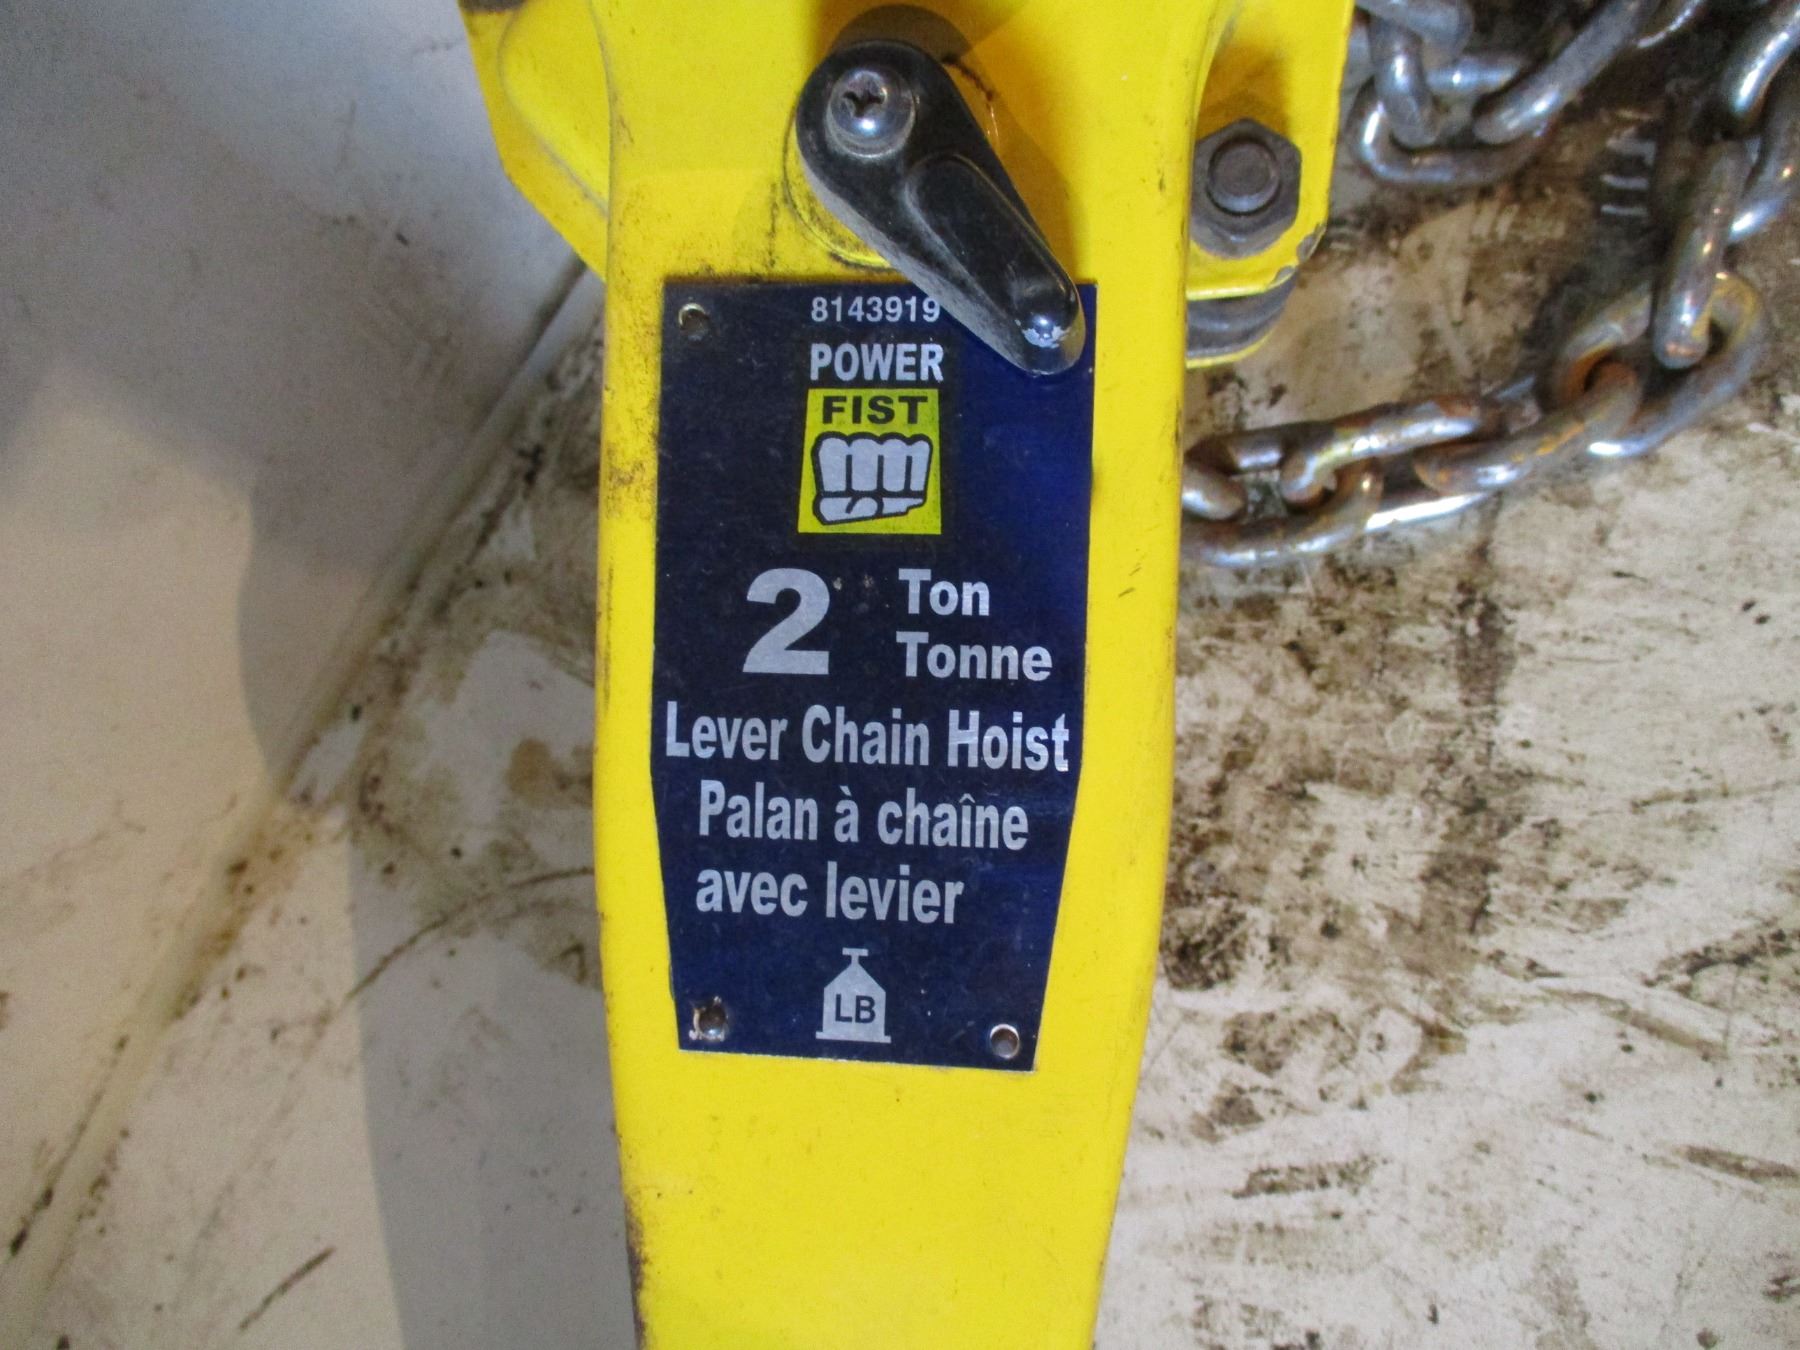 8143919
POWER
FIST
2 Ton
Tonne
Lever Chain Hoist
Palan à chaîne
avec levier
LB